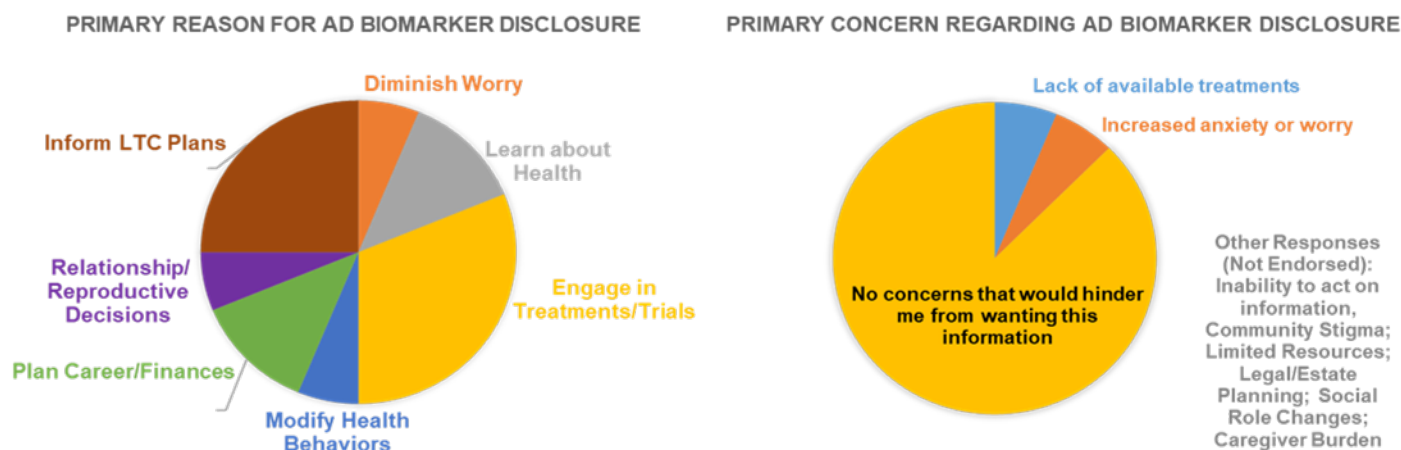 PRIMARY REASON FOR AD BIOMARKER DISCLOSURE
Diminish Worry
Inform LTC Plans
Learn about
Health
Relationship/
Reproductive
Decisions
Engage in
Treatments/Trials
Plan Career/Finances
Modify Health
Behaviors
PRIMARY CONCERN REGARDING AD BIOMARKER DISCLOSURE
Lack of available treatments
Increased anxiety or worry
No concerns that would hinder
me from wanting this
information
Other Responses
(Not Endorsed):
Inability to act on
information,
Community Stigma;
Limited Resources;
Legal/Estate
Planning; Social
Role Changes;
Caregiver Burden